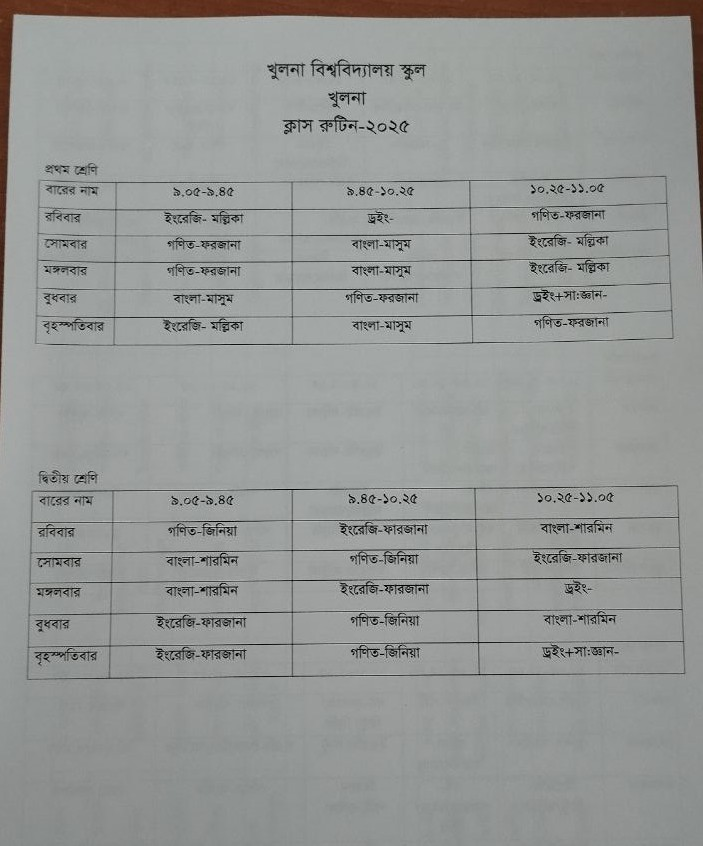 খুলনা বিশ্ববিদ্যালয় স্কুল
খুলনা
ক্লাস রুটিন-২০২৫
প্রথম শ্রেণি
বারের নাম ৯.০৫-৯.৪৫ ৯.৪৫-১০.২৫ ১০.২৫-১১.০৫
রবিবার ইংরেজি- মল্লিকা ড্রইং- গণিত-ফরজানা
সোমবার গণিত-ফরজানা বাংলা-মাসুম ইংরেজি- মল্লিকা
মঙ্গলবার গণিত-ফরজানা বাংলা-মাসুম ইংরেজি- মল্লিকা
বুধবার বাংলা-মাসুম গণিত-ফরজানা ড্রইং+সা:জ্ঞান-
বৃহস্পতিবার ইংরেজি- মল্লিকা বাংলা-মাসুম গণিত-ফরজানা
দ্বিতীয় শ্রেণি
বারের নাম ৯.০৫-৯.৪৫ ৯.৪৫-১০.২৫ ১০.২৫-১১.০৫
রবিবার গণিত-জিনিয়া ইংরেজি-ফারজানা বাংলা-শারমিন
সোমবার বাংলা-শারমিন গণিত-জিনিয়া ইংরেজি-ফারজানা
মঙ্গলবার বাংলা-শারমিন ইংরেজি-ফারজানা ড্রইং-
বুধবার ইংরেজি-ফারজানা গণিত-জিনিয়া বাংলা-শারমিন
বৃহস্পতিবার ইংরেজি-ফারজানা গণিত-জিনিয়া ড্রইং+সা:জ্ঞান-